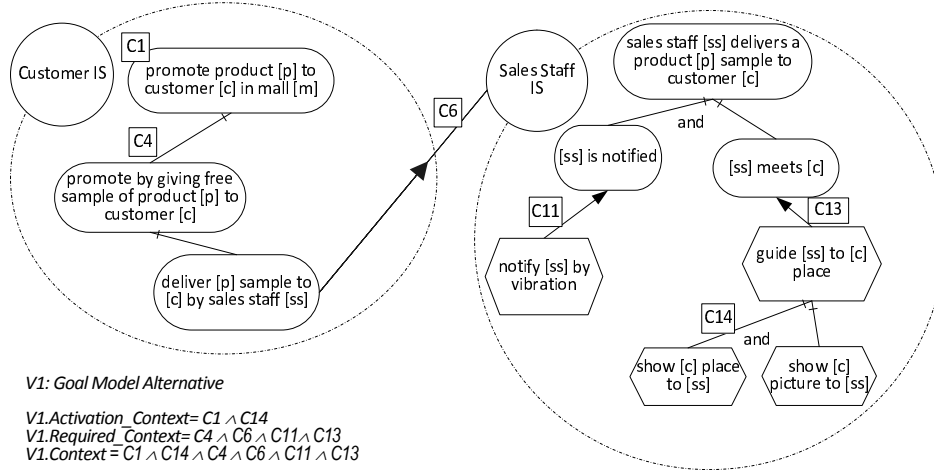 Customer IS
C1
promote product [p] to
customer [c] in mall [m]
C4
promote by giving free
sample of product [p] to
customer [c]
deliver [p] sample to
[c] by sales staff [ss]
C6
Sales Staff
IS
sales staff [ss] delivers a
product [p] sample to
customer [c]
and
[ss] is notified
[ss] meets [c]
C11
C13
notify [ss] by
vibration
guide [ss] to [c]
place
C14
and
show [c] place
to [ss]
show [c]
picture to [ss]
V1: Goal Model Alternative
V1.Activation_Context= C1 ∧ C14
V1.Required_Context= C4 ∧ C6 ∧ C11∧ C13
V1.Context = C1 ∧ C14 ∧ C4 ∧ C6 ∧ C11 ∧ C13